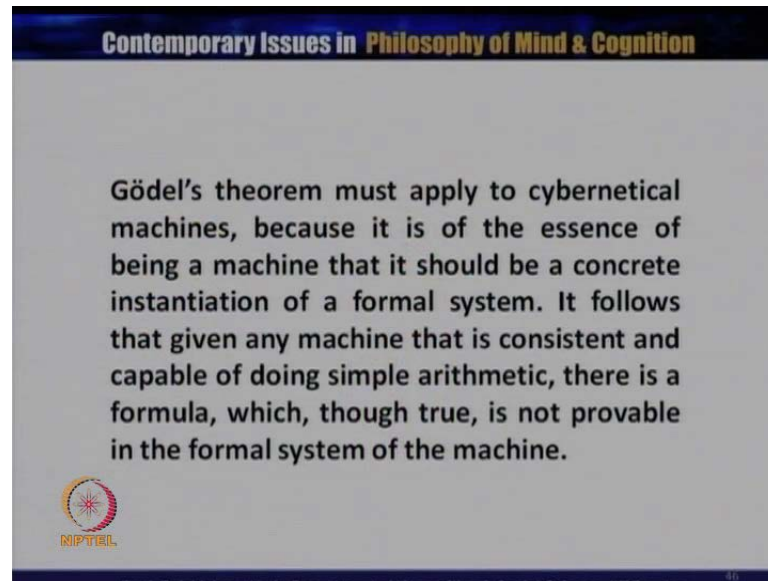 Contemporary Issues in Philosophy of Mind & Cognition
Gödel's theorem must apply to cybernetical
machines, because it is of the essence of
being a machine that it should be a concrete
instantiation of a formal system. It follows
that given any machine that is consistent and
capable of doing simple arithmetic, there is a
formula, which, though true, is not provable
in the formal system of the machine.
NPTEL
46